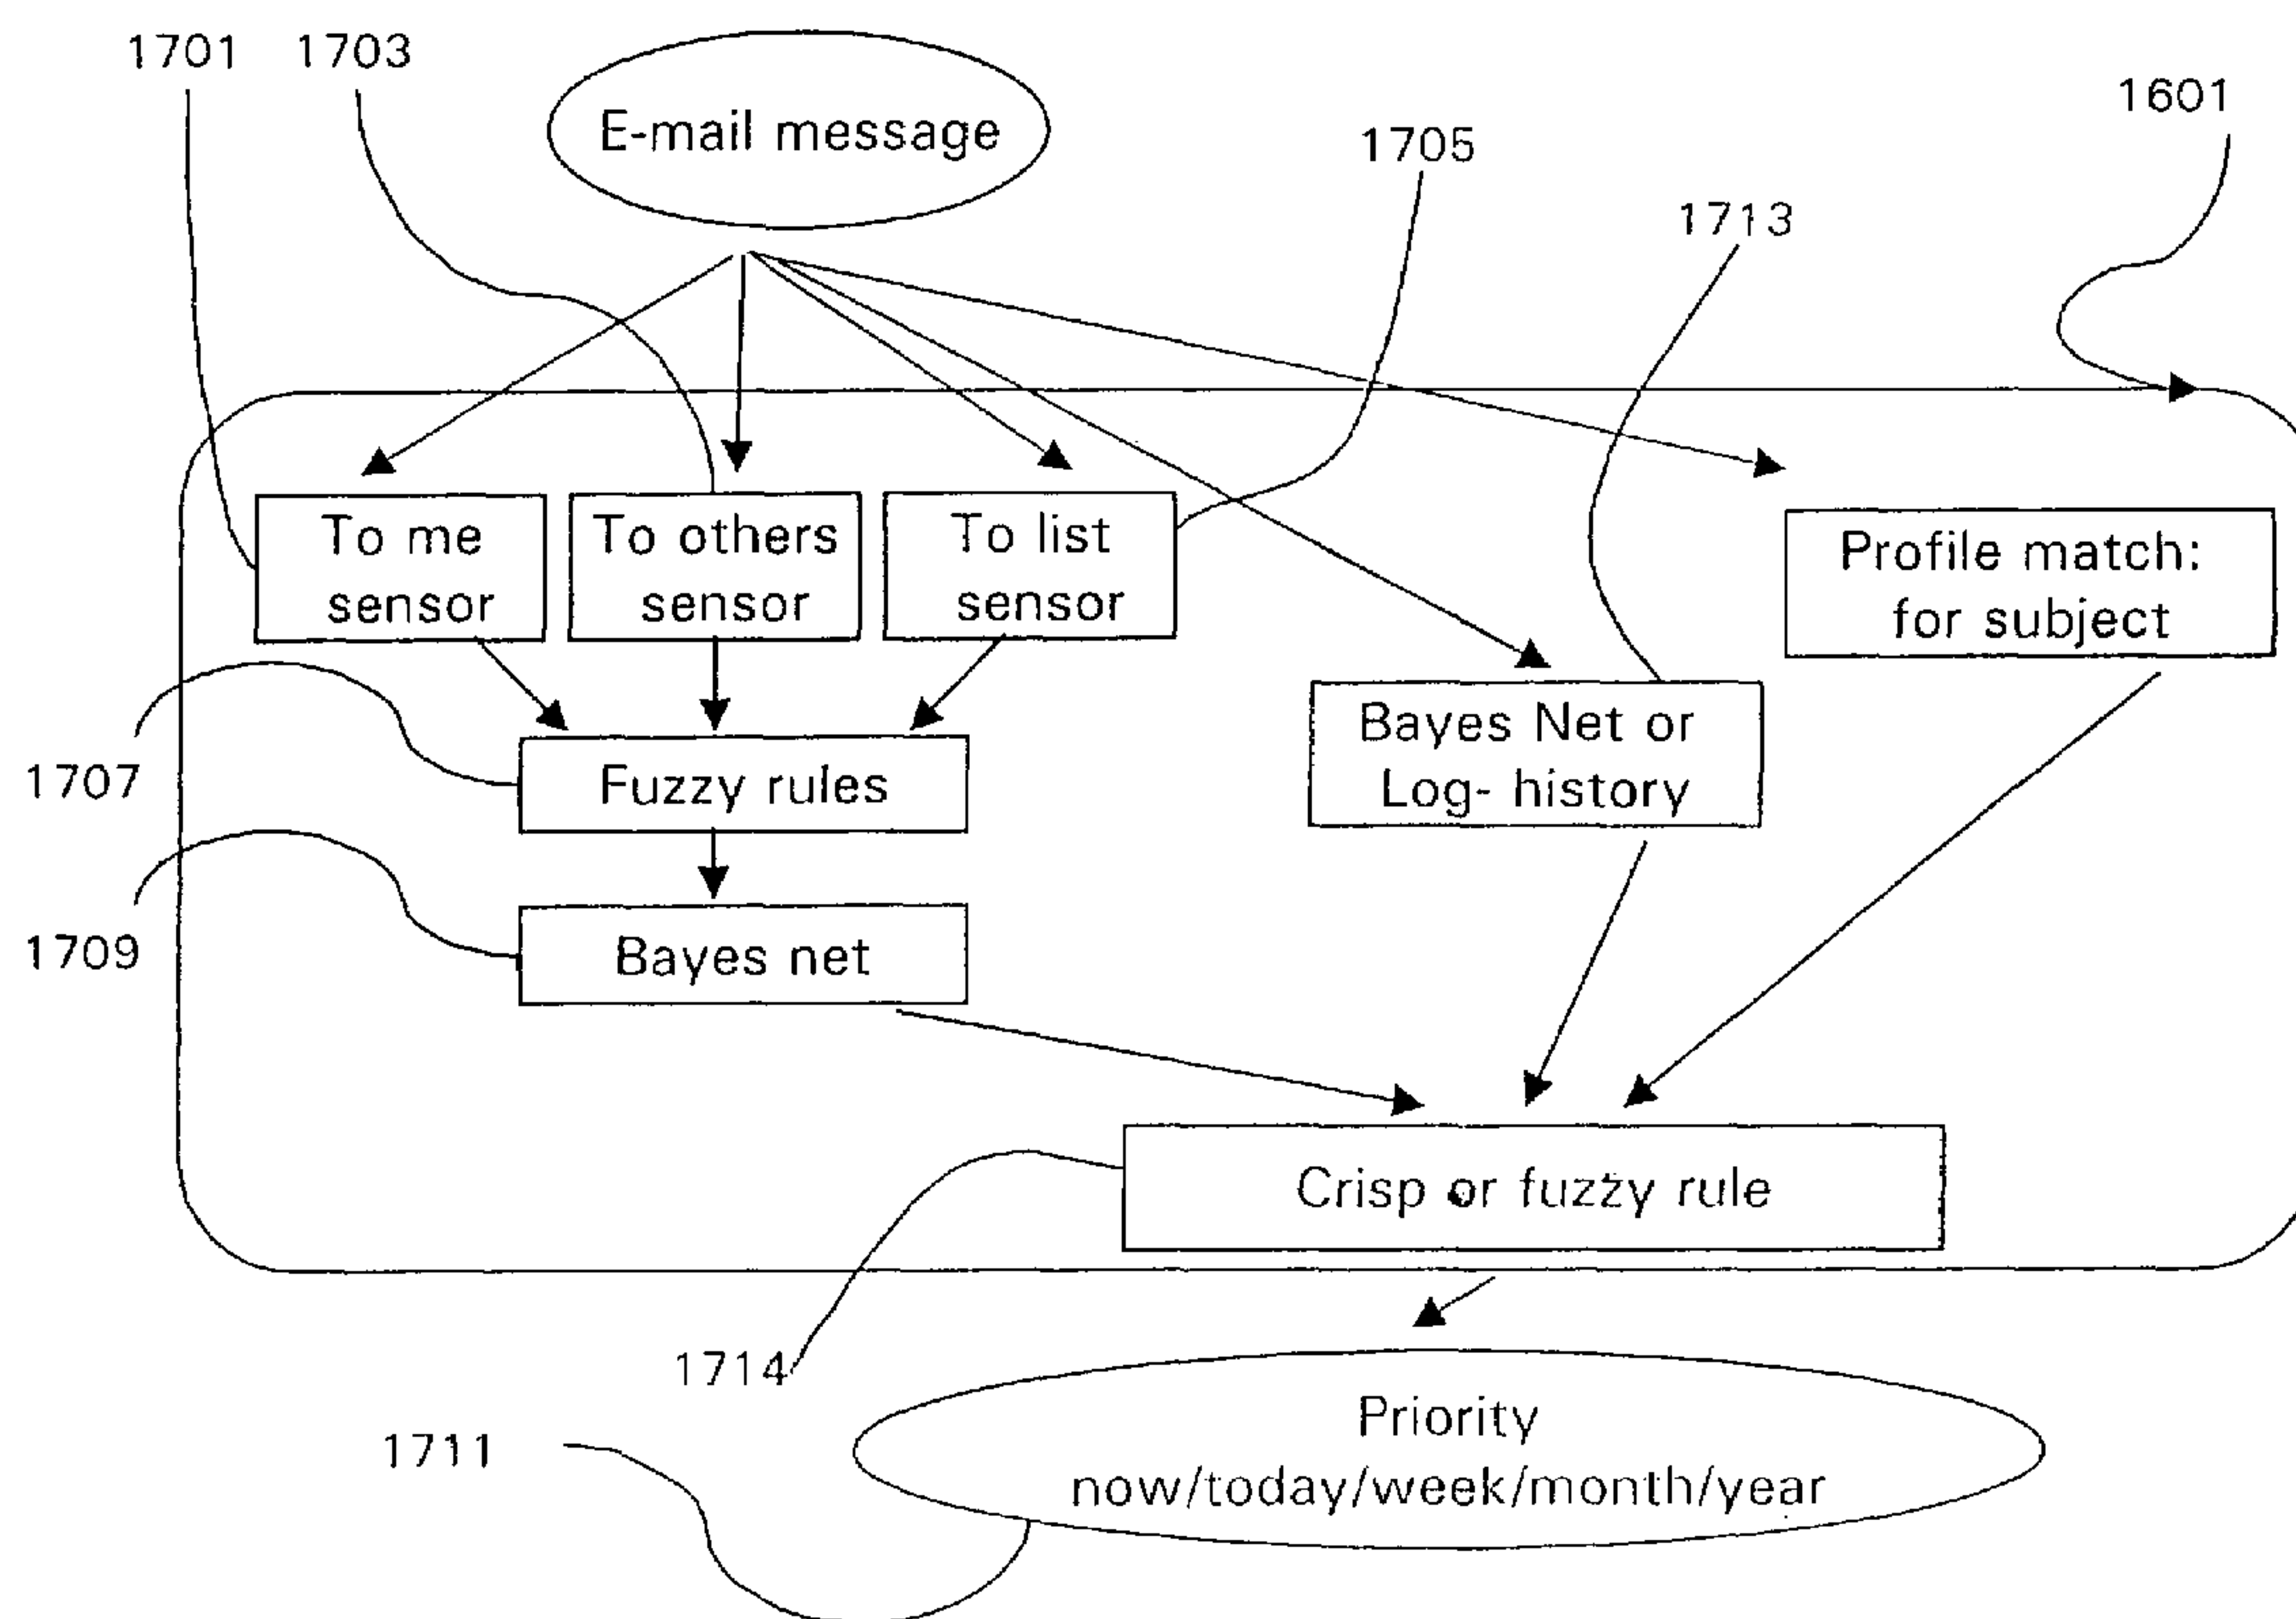 1701
1703
E-mail message
1601
1705
1713
To me
sensor
To others
sensor
To list
sensor
Profile match:
for subject
1707
Fuzzy rules
Bayes Net or
Log- history
1709
Bayes net
Crisp or fuzzy rule
1714
1711
Priority
now/today/week/month/year